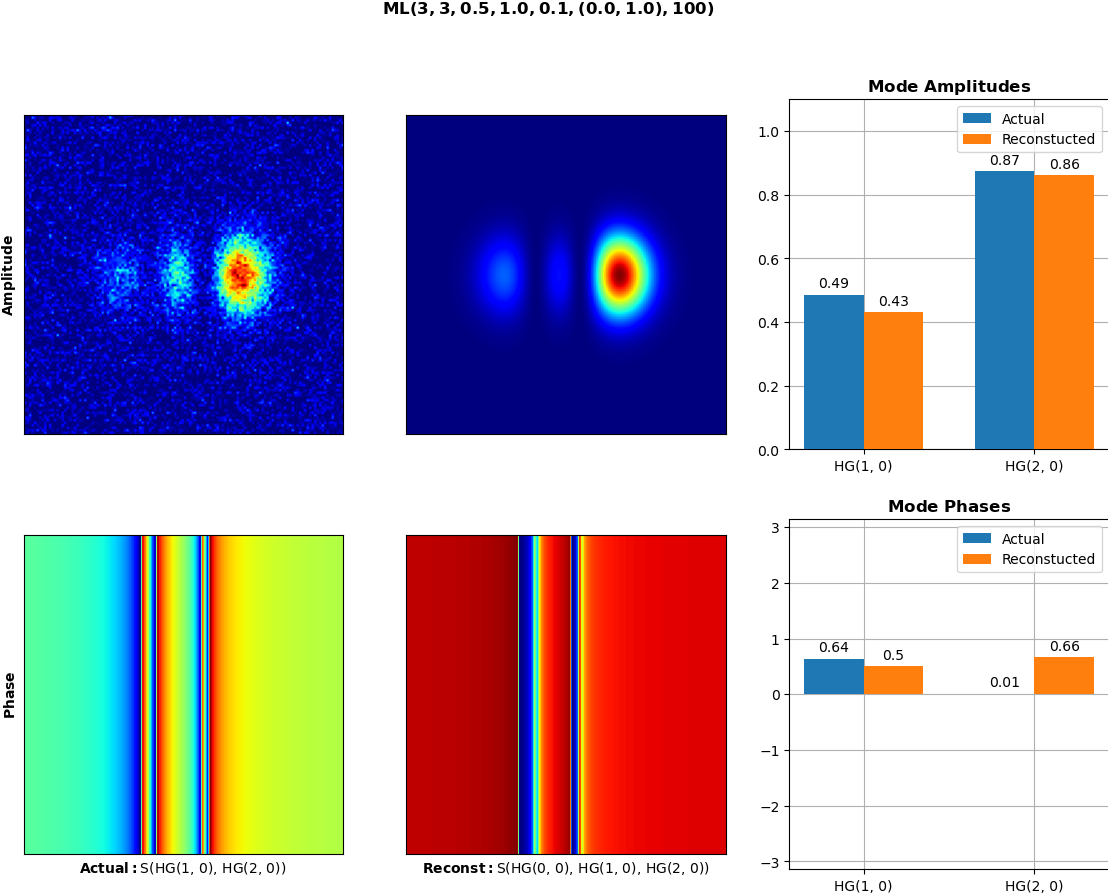 ML(3, 3, 0.5, 1.0, 0.1, (0.0, 1.0), 100)
Amplitude
Mode Amplitudes
Actual
Reconstucted
1.0
0.8
0.6
0.4
0.2
0.0
0.49
0.43
0.87
0.86
HG(1, 0)
HG(2, 0)
Phase
Actual: S(HG(1, 0), HG(2, 0))
Reconst: S(HG(0, 0), HG(1, 0), HG(2, 0))
Mode Phases
Actual
Reconstucted
3
2
1
0
−1
−2
−3
0.64
0.5
0.01
0.66
HG(1, 0)
HG(2, 0)